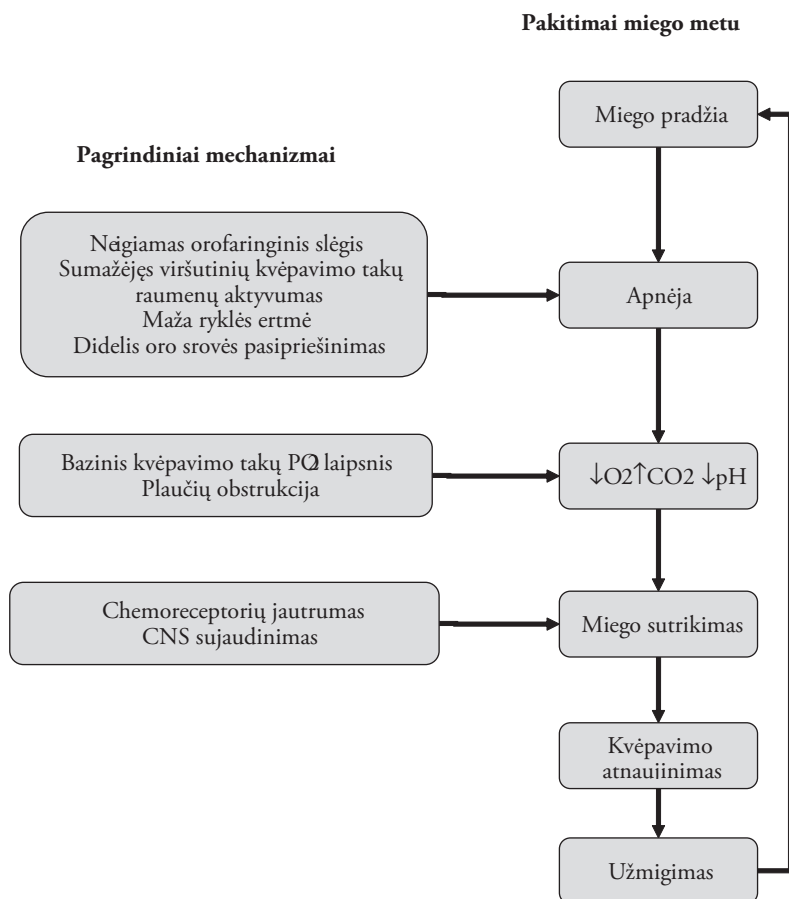 Pakitimai miego metu
Miego pradžia
Pagrindiniai mechanizmai
Neigiamas orofaringinis slėgis
Sumažėjęs viršutinių kvėpavimo takų
raumenų aktyvumas
Maža ryklės ertmė
Didelis oro srovės pasipriešinimas
Apnėja
Bazinis kvėpavimo takų PO2 laipsnis
Plaučių obstrukcija
↓O2↑CO2 ↓pH
Chemoreceptorių jautrumas
CNS sujaudinimas
Miego sutrikimas
Kvėpavimo
atnaujinimas
Užmigimas